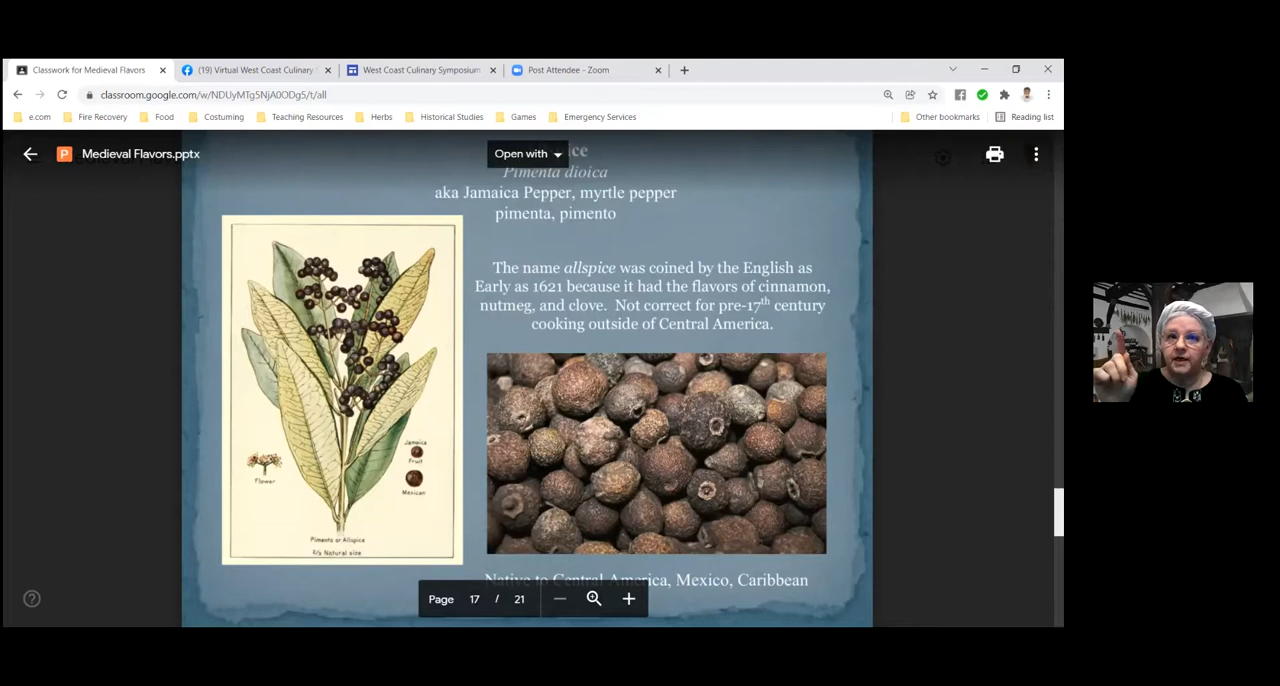 Classwork for Medieval Flavors
(19) Virtual West Coast Culinary
West Coast Culinary Symposium
Post Attendee - Zoom
classroom.google.com/w/NDUyMTg5NjA0ODg5/t/all
e.com
Fire Recovery
Food
Costuming
Teaching Resources
Herbs
Historical Studies
Games
Emergency Services
Other bookmarks
Reading list
P
Medieval Flavors.pptx
Open with
ce
Pimenta dioica
aka Jamaica Pepper, myrtle pepper
pimenta, pimento
The name allspice was coined by the English as
Early as 1621 because it had the flavors of cinnamon,
nutmeg, and clove. Not correct for pre-17th century
cooking outside of Central America.
Jamaica
Fruit
Mexican
Flower
Pimento or Allspice
2/3 Natural size
Native to Central America, Mexico, Caribbean
Page 17 / 21